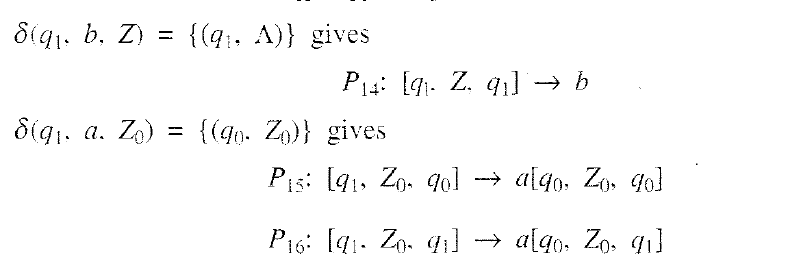 δ(q₁, b, Z) = {(q₁, Λ)} gives
P₁₄: [q₁, Z, q₁] → b
δ(q₁, a, Z₀) = {(q₀, Z₀)} gives
P₁₅: [q₁, Z₀, q₀] → a[q₀, Z₀, q₀]
P₁₆: [q₁, Z₀, q₁] → a[q₀, Z₀, q₁]